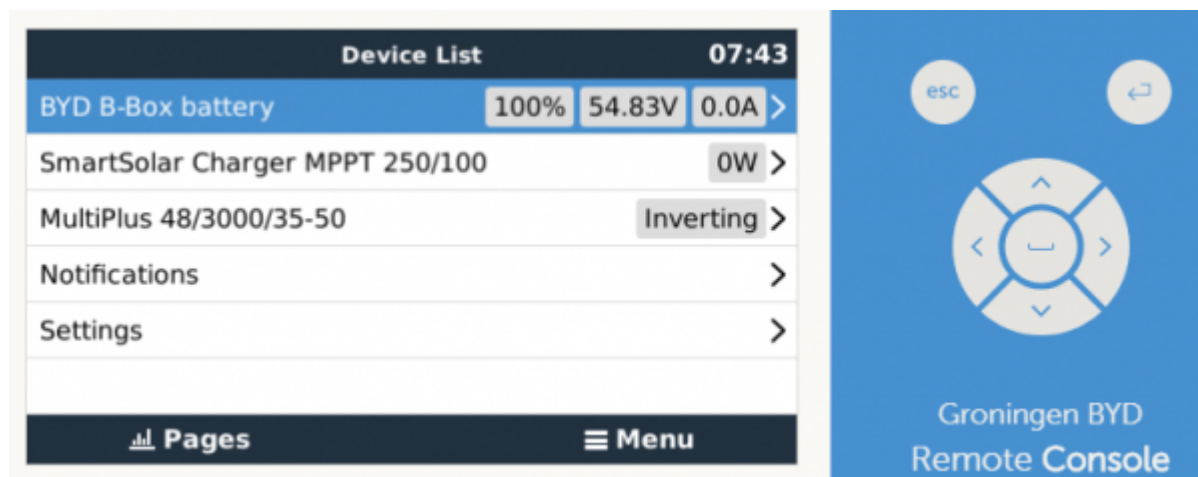 Device List 07:43
BYD B-Box battery 100% 54.83V 0.0A
SmartSolar Charger MPPT 250/100 0W
MultiPlus 48/3000/35-50 Inverting
Notifications
Settings
Pages Menu
esc
Groningen BYD
Remote Console